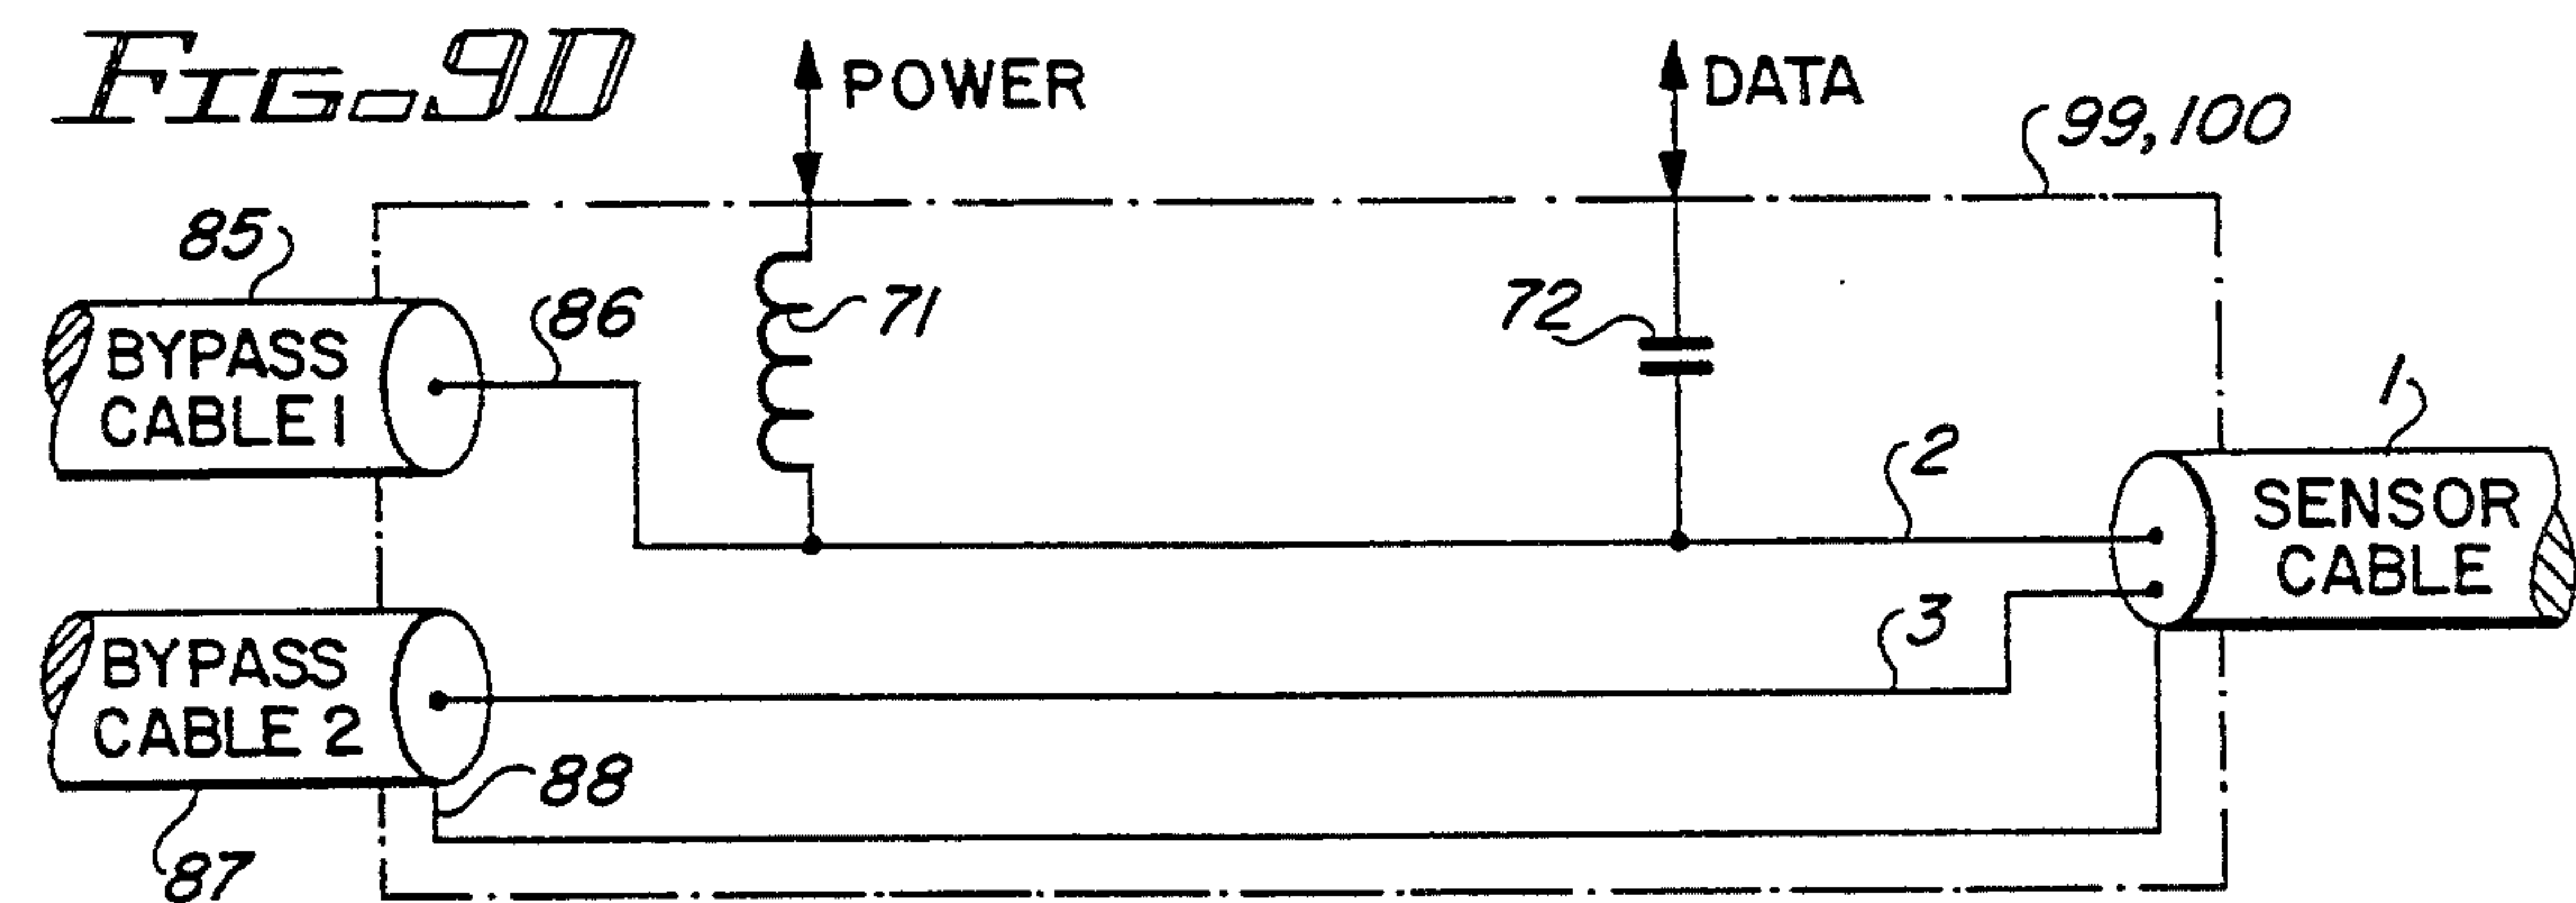 FIG. 9D
POWER
DATA
99, 100
85
86
71
72
BYPASS
CABLE 1
1
2
SENSOR
CABLE
3
BYPASS
CABLE 2
88
87